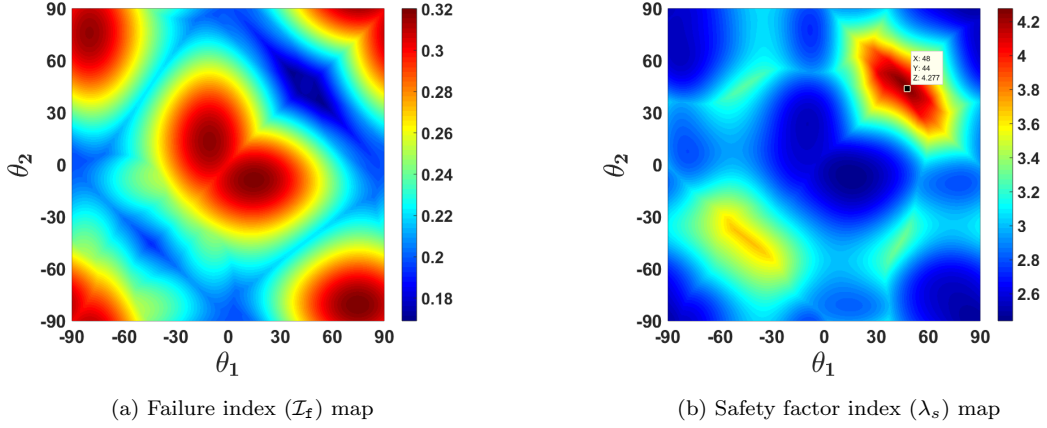 90
60
30
0
-30
-60
-90
θ2
-90 -60 -30 0 30 60 90
θ1
0.32
0.3
0.28
0.26
0.24
0.22
0.2
0.18
(a) Failure index (ℐf) map
90
60
30
0
-30
-60
-90
θ2
X: 48
Y: 44
Z: 4.277
-90 -60 -30 0 30 60 90
θ1
4.2
4
3.8
3.6
3.4
3.2
3
2.8
2.6
(b) Safety factor index (λs) map